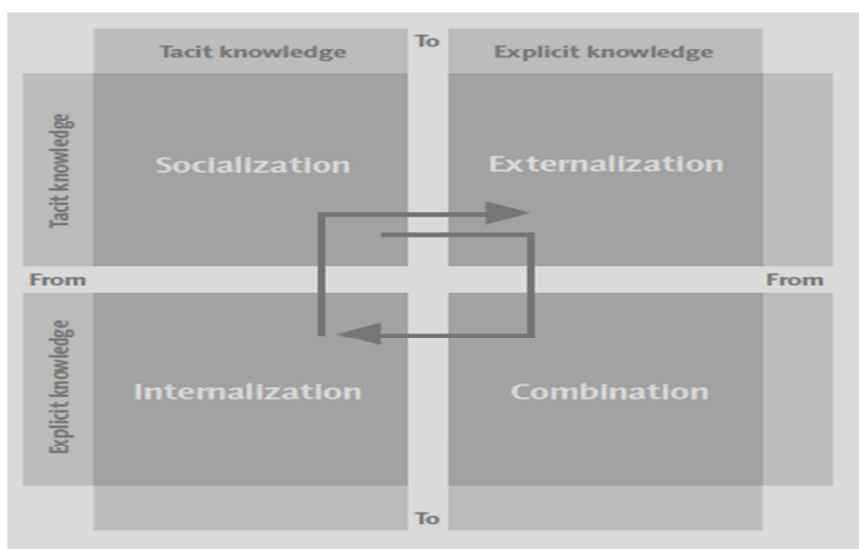 To
Tacit knowledge
Explicit knowledge
Tacit knowledge
Socialization
Externalization
From
From
Explicit knowledge
Internalization
Combination
To